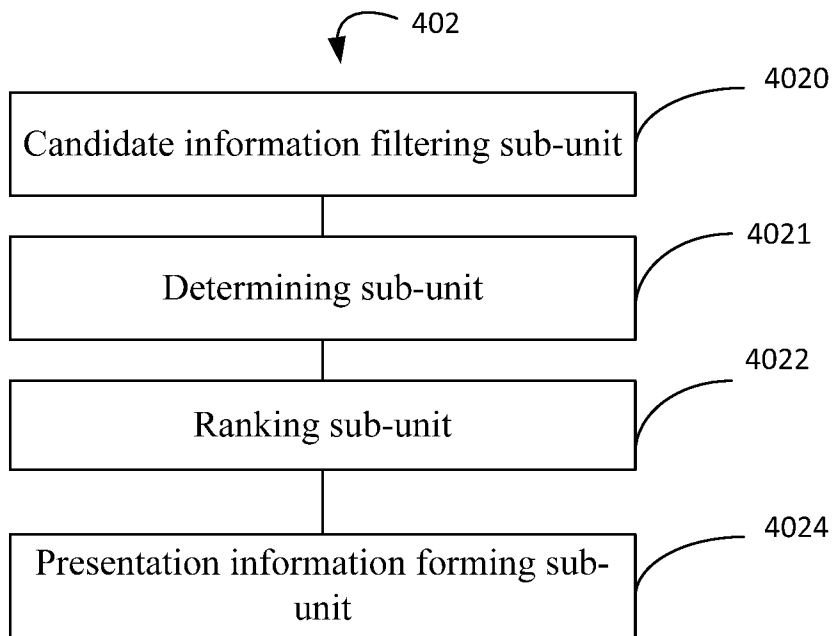 402
4020
Candidate information filtering sub-unit
4021
Determining sub-unit
4022
Ranking sub-unit
4024
Presentation information forming sub-
unit